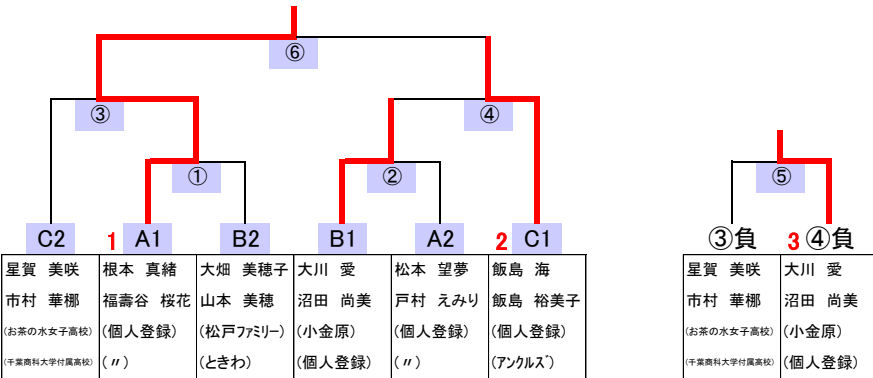 ⑥
③ ④
① ② ⑤
C2 1 A1 B2 B1 A2 2 C1 ③負 3 ④負
星賀 美咲 根本 真緒 大畑 美穂子 大川 愛 松本 望夢 飯島 海 星賀 美咲 大川 愛
市村 華梛 福壽谷 桜花 山本 美穂 沼田 尚美 戸村 えみり 飯島 裕美子 市村 華梛 沼田 尚美
(お茶の水女子高校) (個人登録) (松戸ファミリー) (小金原) (個人登録) (個人登録) (お茶の水女子高校) (小金原)
(千葉商科大学付属高校) (〃) (ときわ) (個人登録) (〃) (アンクルズ) (千葉商科大学付属高校) (個人登録)